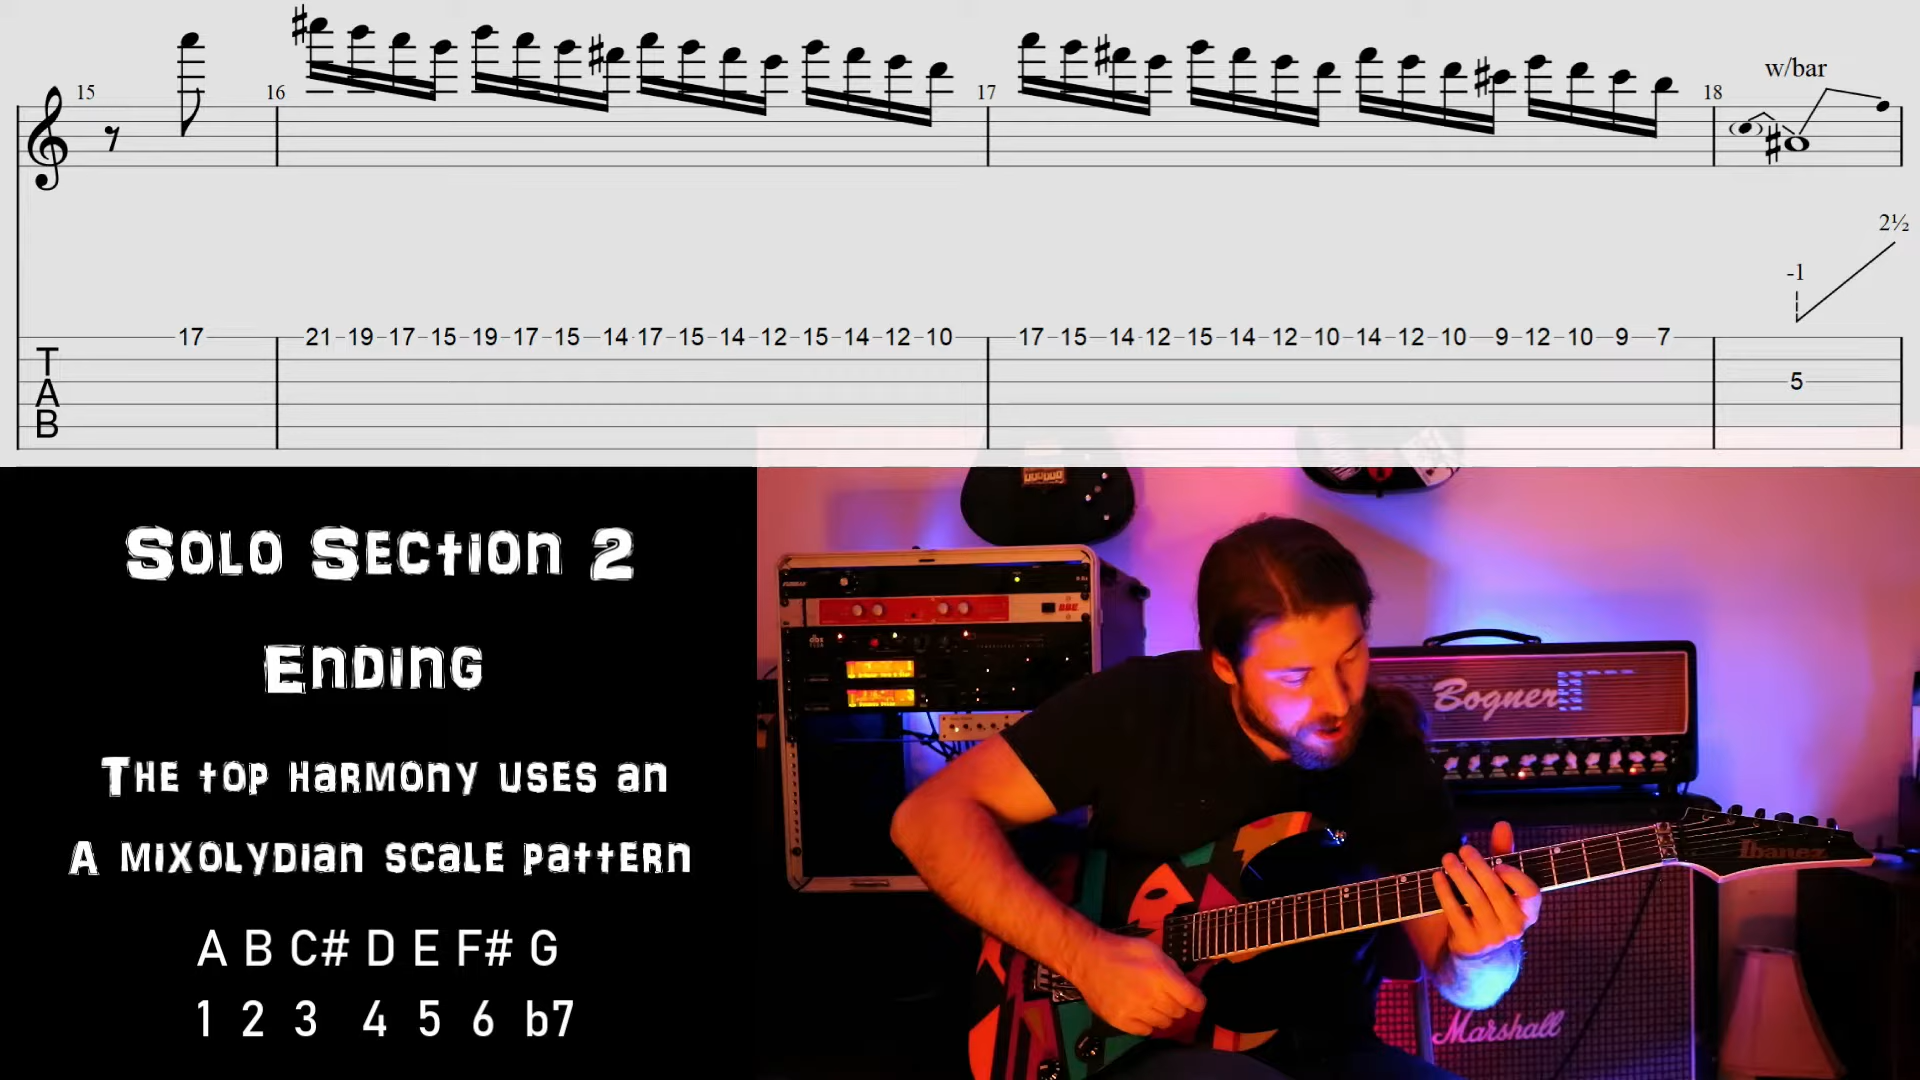 w/bar
15 16 17 18
2½
-1
17 21 19 17 15 19 17 15 14 17 15 14 12 15 14 12 10 17 15 14 12 15 14 12 10 14 12 10 9 12 10 9 7
T
A
B
5
Solo Section 2
Ending
The top harmony uses an
A mixolydian scale pattern
A B C# D E F# G
1 2 3 4 5 6 b7
BBE
dbx
Bogner
Ibanez
Marshall